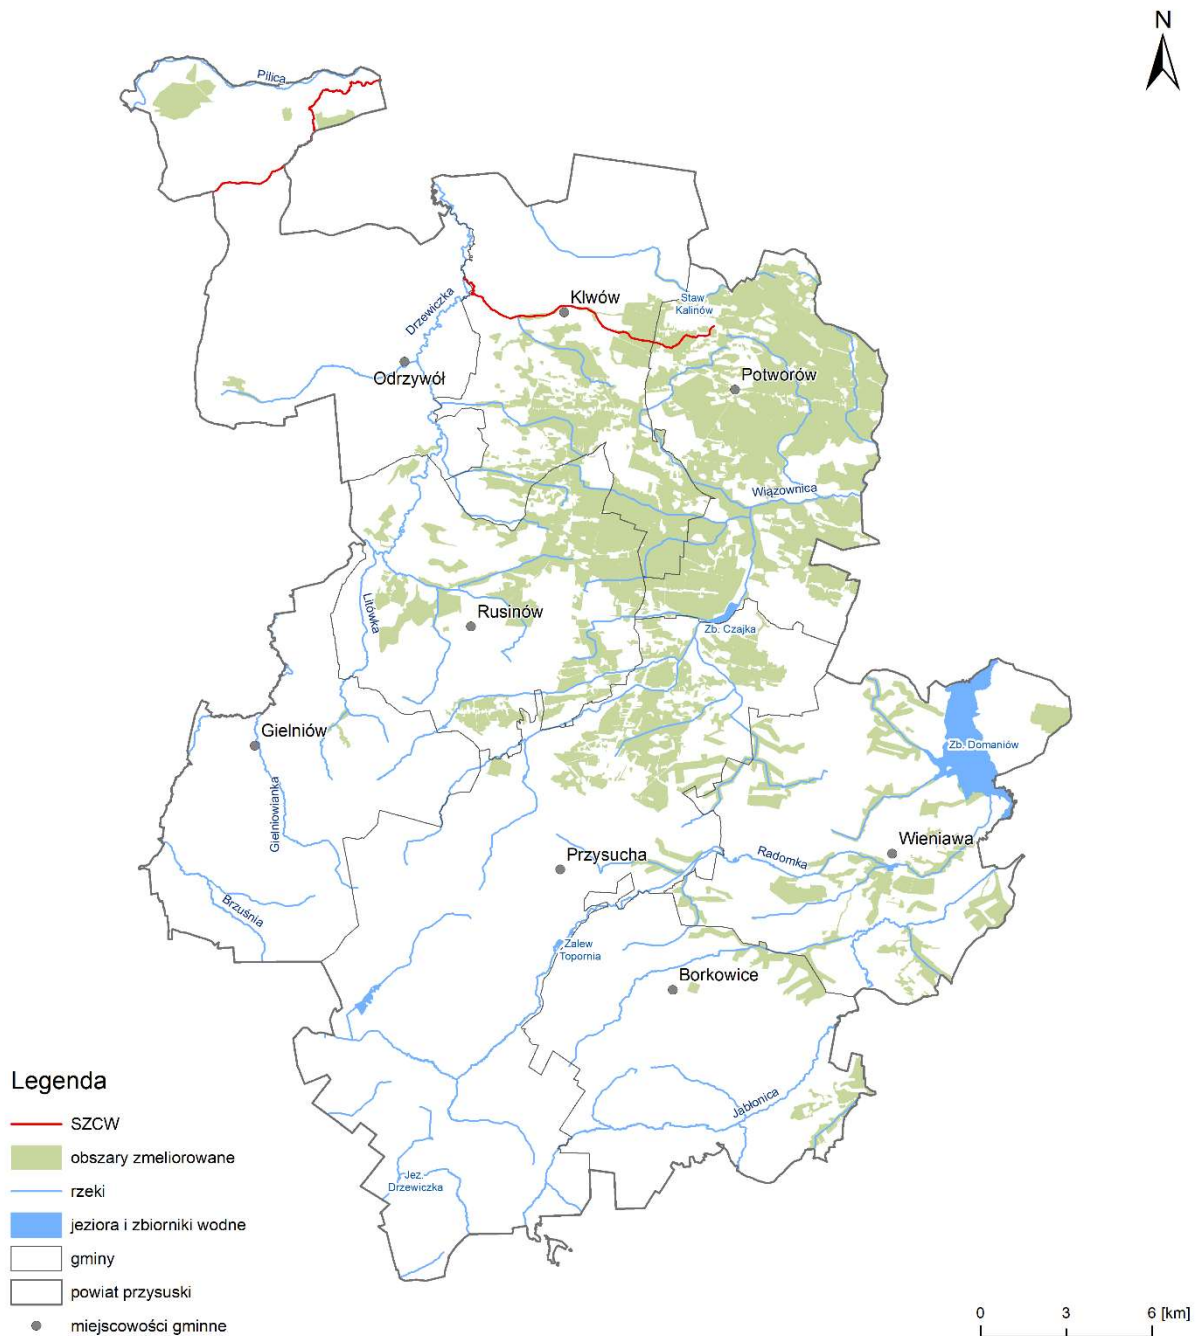 N
Pilica
Klwów
Staw
Kalinów
Drzewiczka
Odrzywół
Potworów
Wiązownica
Litówka
Rusinów
Zb. Czajka
Gielniów
Zb. Domaniów
Gielniowianka
Wieniawa
Przysucha
Radomka
Brzuśnia
Zalew
Topornia
Borkowice
Jabłonica
Jez.
Drzewiczka
Legenda
SZCW
obszary zmeliorowane
rzeki
jeziora i zbiorniki wodne
gminy
powiat przysuski
miejscowości gminne
0 3 6 [km]